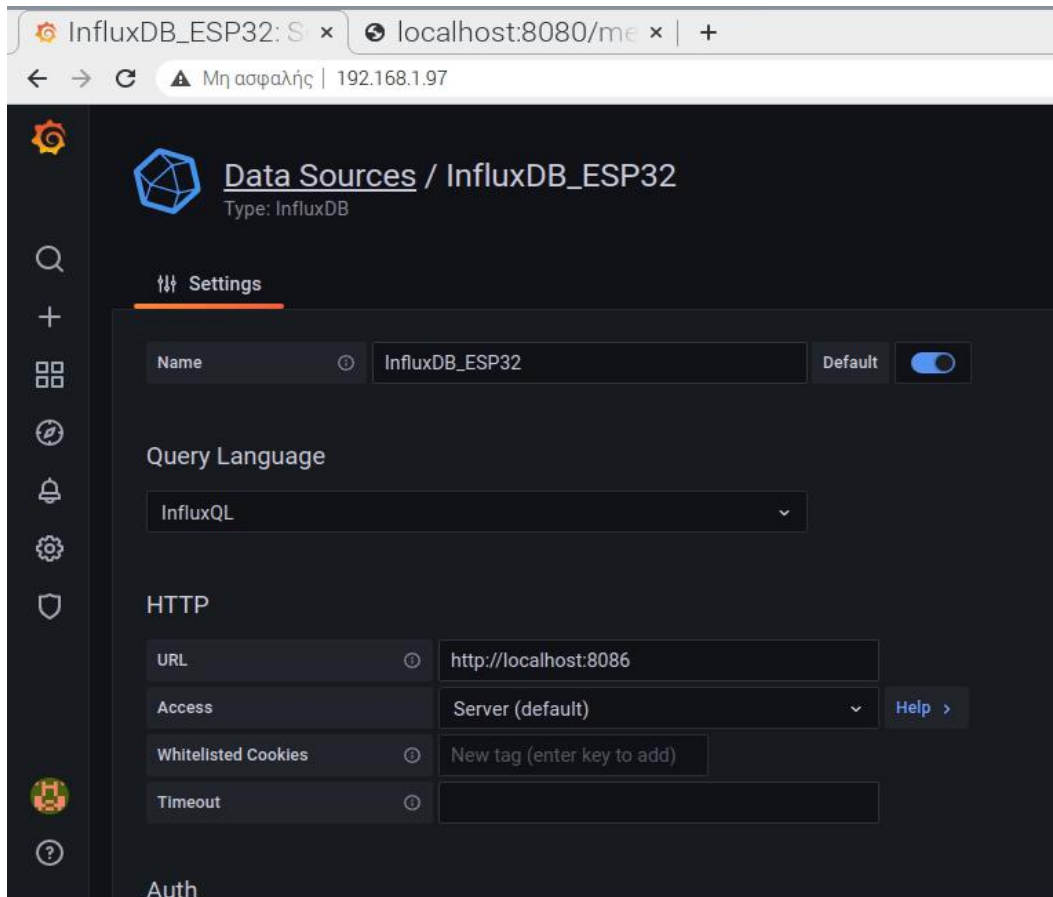 InfluxDB_ESP32: S × localhost:8080/me × +
Μη ασφαλής | 192.168.1.97
Data Sources / InfluxDB_ESP32
Type: InfluxDB
Settings
Name InfluxDB_ESP32 Default
Query Language
InfluxQL
HTTP
URL http://localhost:8086
Access Server (default) Help >
Whitelisted Cookies New tag (enter key to add)
Timeout
Auth